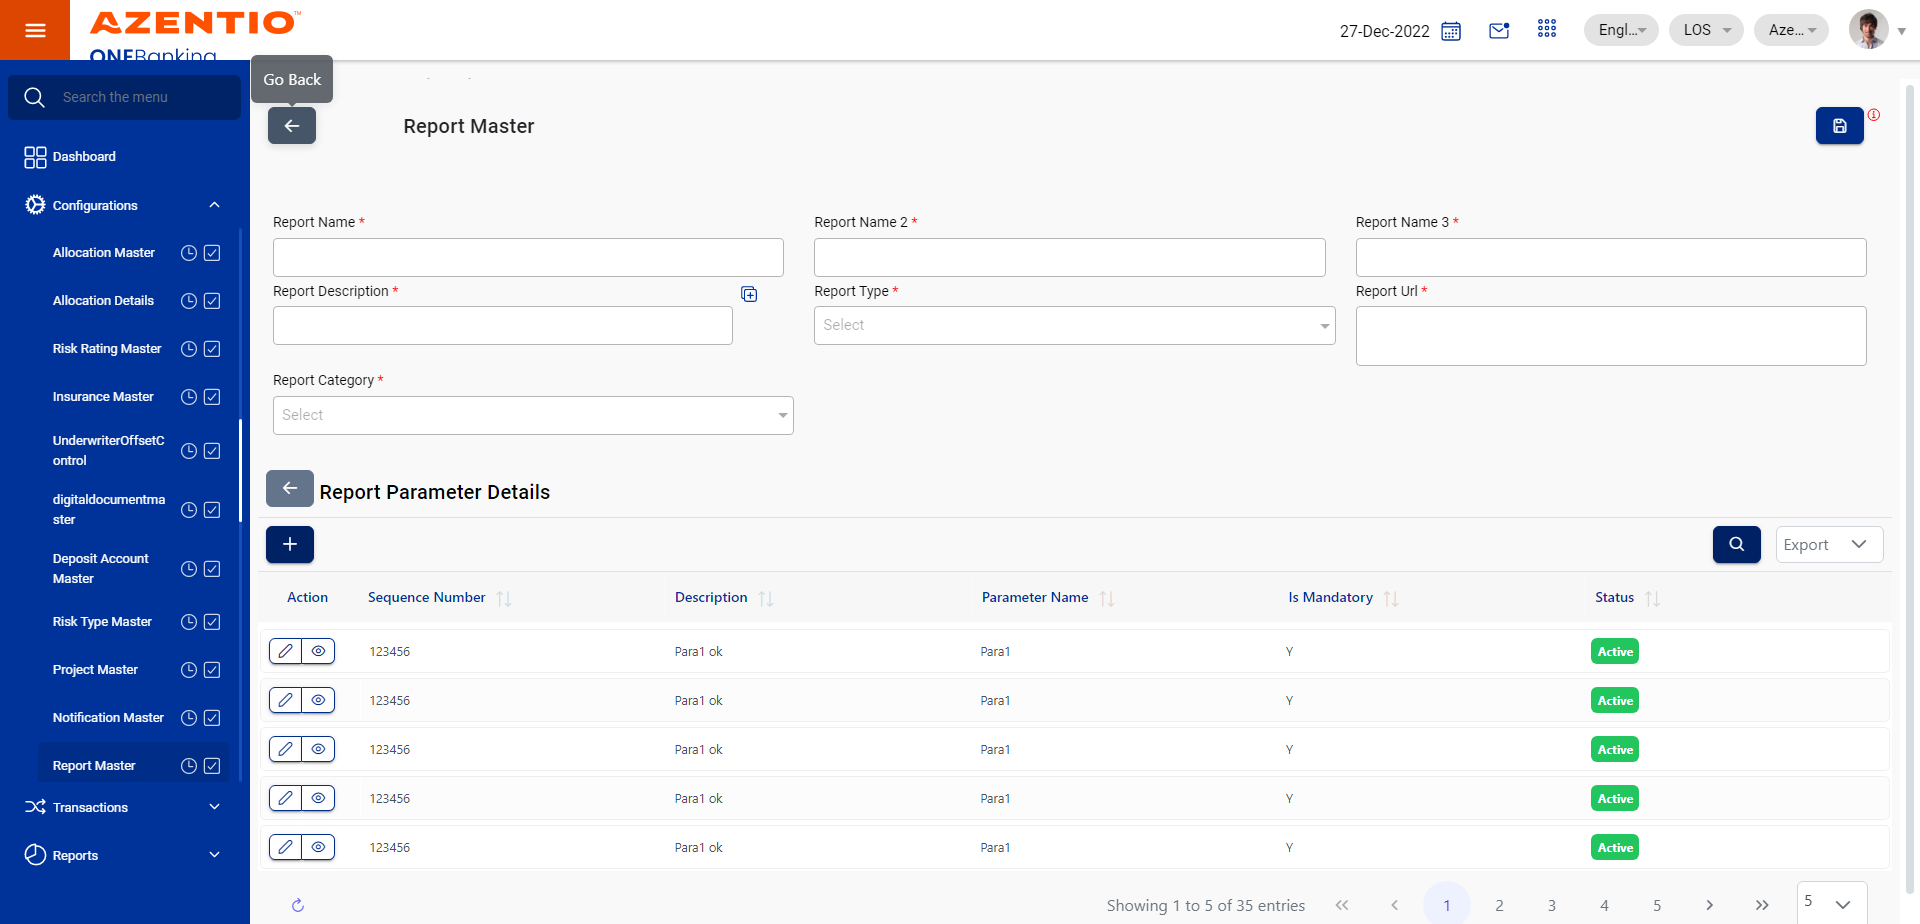 AZENTIO™
ONEBanking
27-Dec-2022
Engl...
LOS
Aze...
Go Back
Search the menu
Dashboard
Configurations
Allocation Master
Allocation Details
Risk Rating Master
Insurance Master
UnderwriterOffsetC
ontrol
digitaldocumentma
ster
Deposit Account
Master
Risk Type Master
Project Master
Notification Master
Report Master
Transactions
Reports
Report Master
Report Name *
Report Name 2 *
Report Name 3 *
Report Description *
Report Type *
Report Url *
Select
Report Category *
Select
Report Parameter Details
Export
Action Sequence Number Description Parameter Name Is Mandatory Status
123456 Para1 ok Para1 Y Active
123456 Para1 ok Para1 Y Active
123456 Para1 ok Para1 Y Active
123456 Para1 ok Para1 Y Active
123456 Para1 ok Para1 Y Active
Showing 1 to 5 of 35 entries 1 2 3 4 5 5